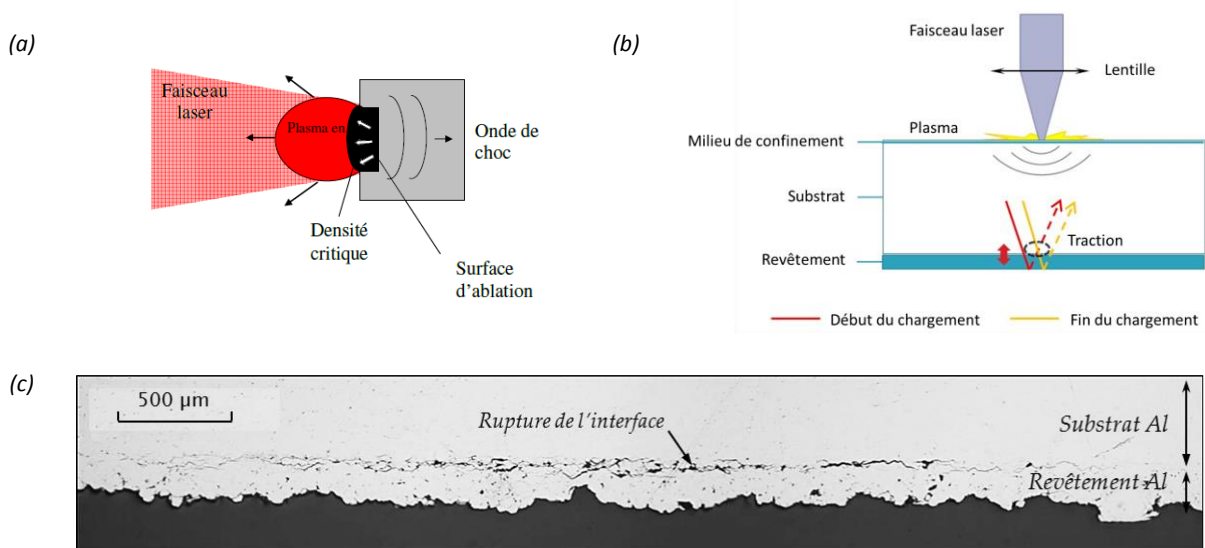 (a)
Faisceau
laser
Plasma en
Densité
critique
Surface
d'ablation
Onde de
choc
(b)
Faisceau laser
Lentille
Plasma
Milieu de confinement
Substrat
Traction
Revêtement
Début du chargement
Fin du chargement
(c)
500 µm
Rupture de l'interface
Substrat Al
Revêtement Al